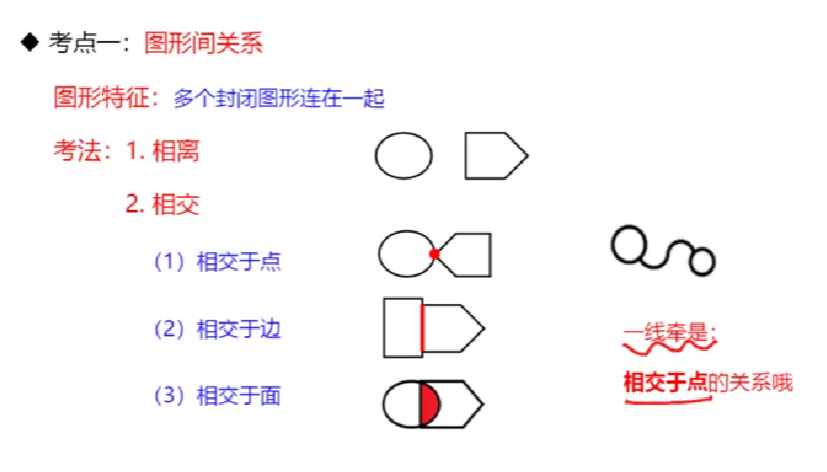 ◆ 考点一：图形间关系
图形特征：多个封闭图形连在一起
考法：1. 相离
2. 相交
（1）相交于点
（2）相交于边
（3）相交于面
一线牵是；
相交于点的关系哦